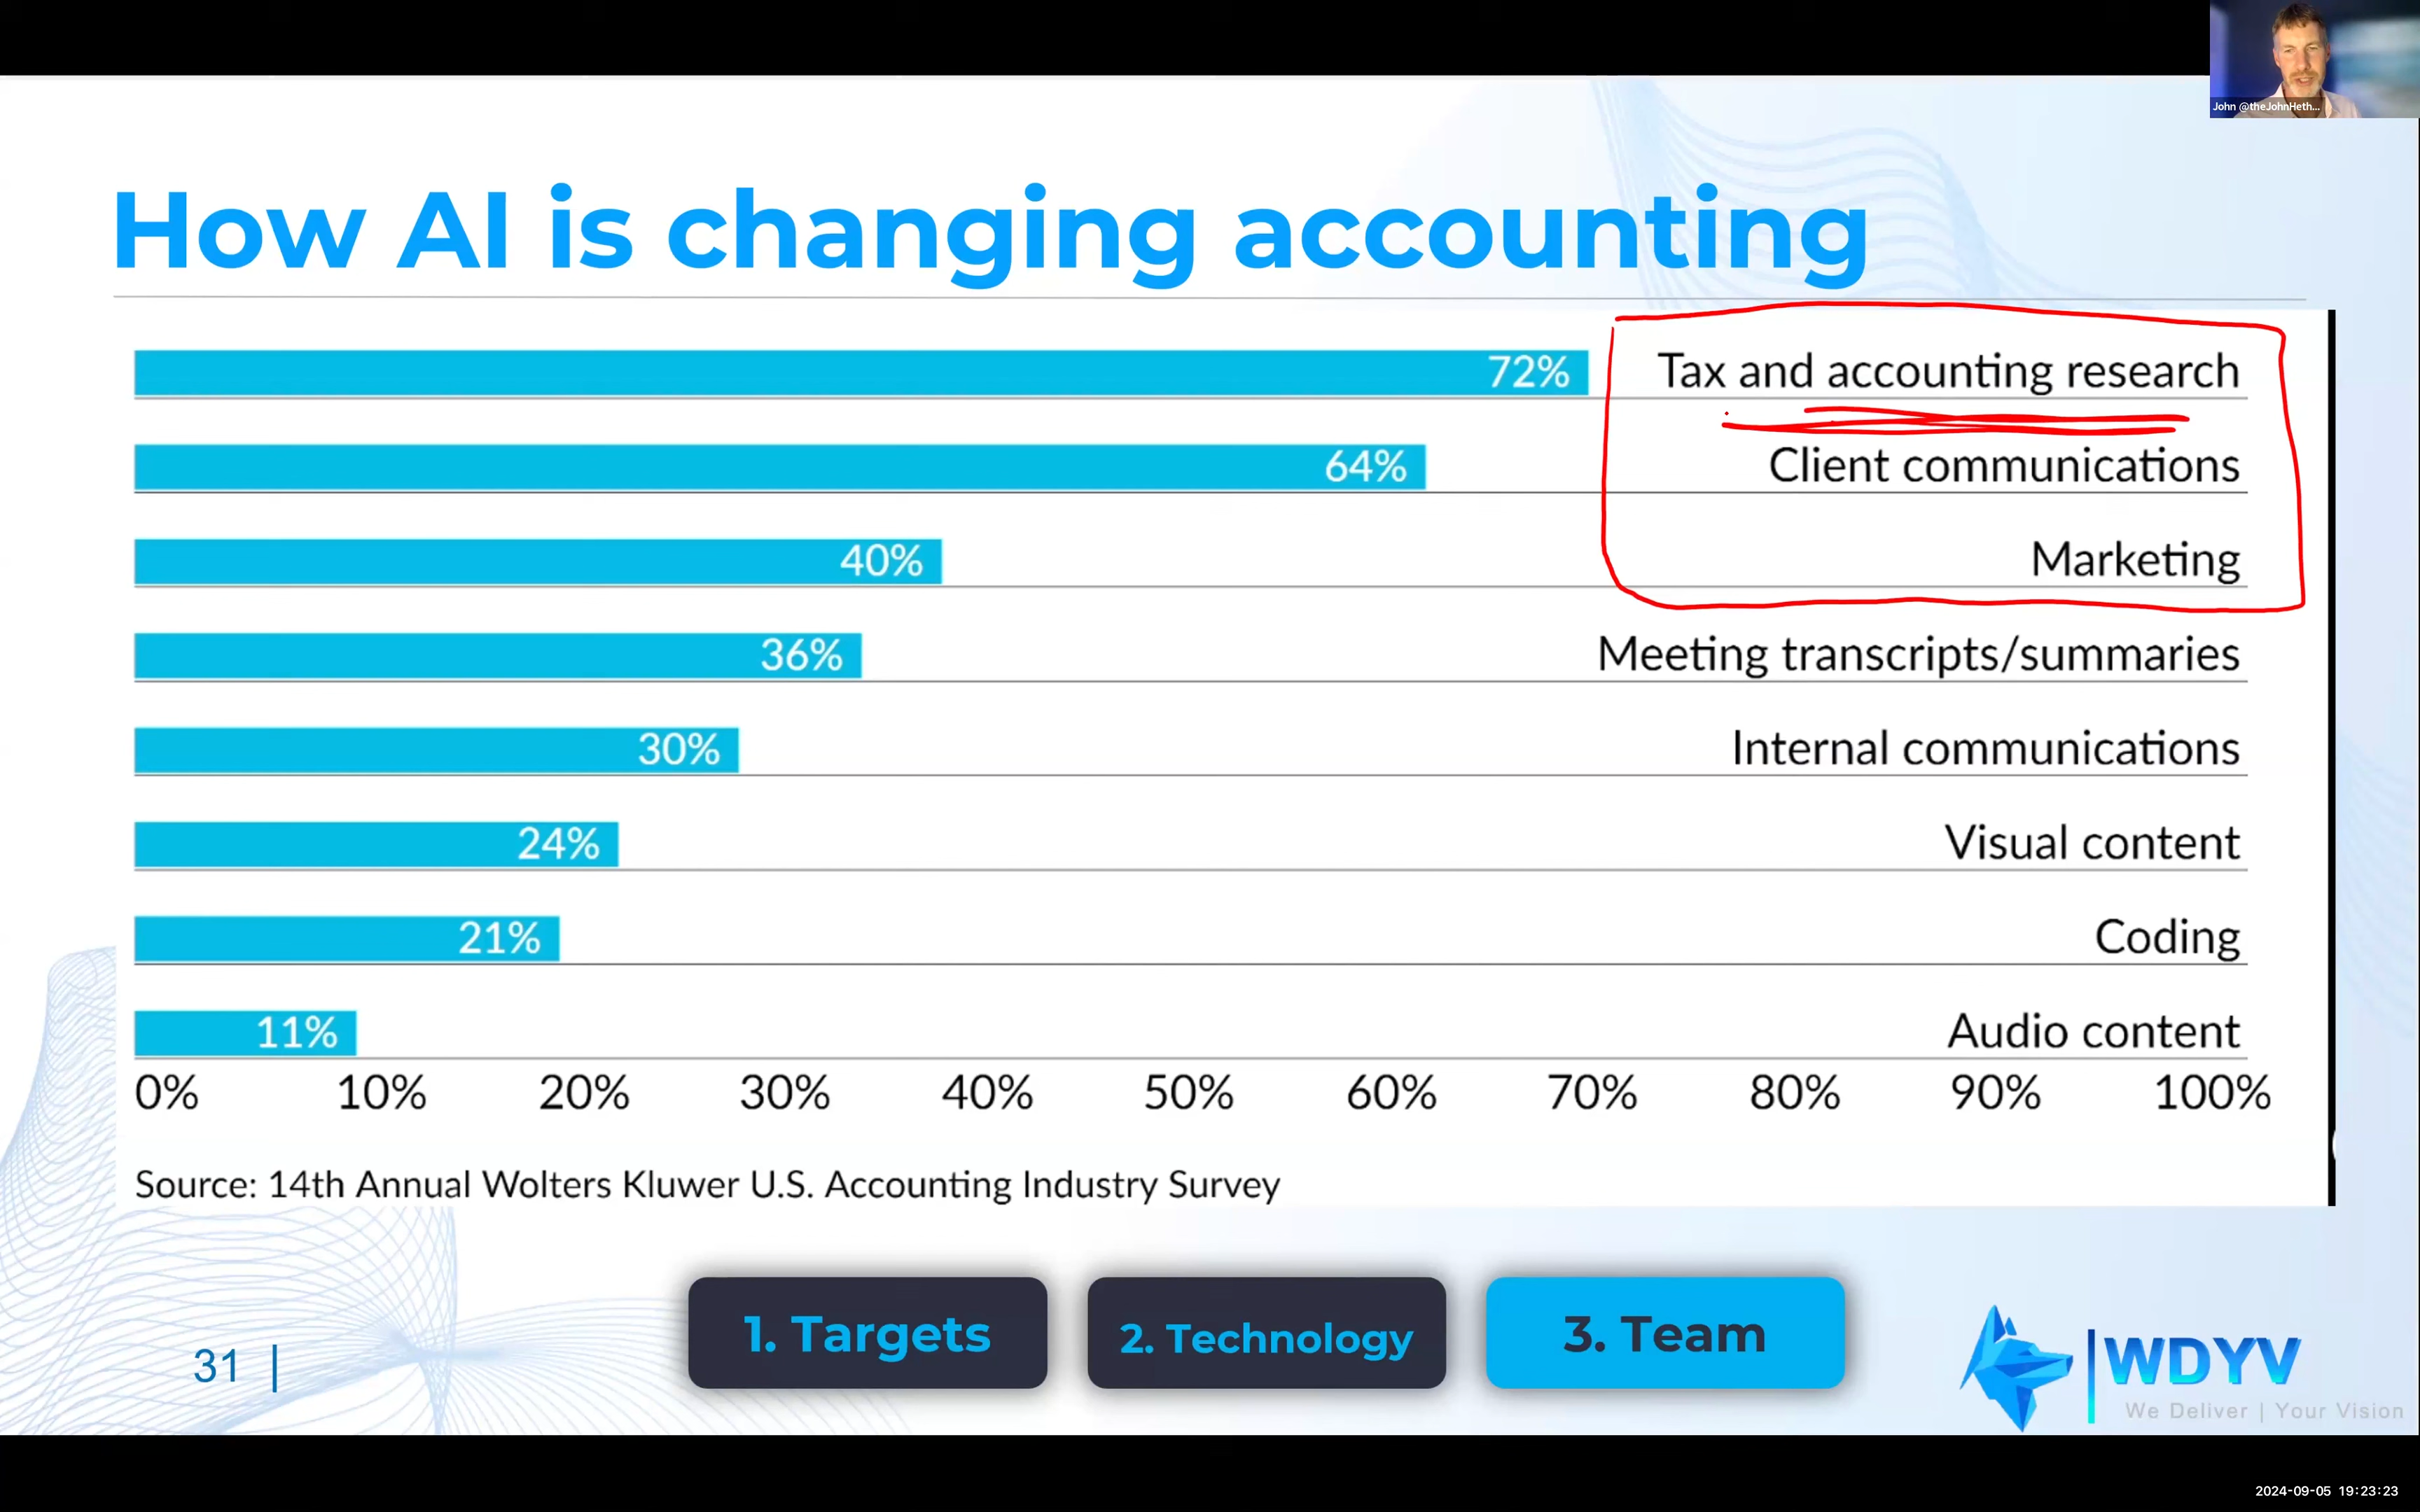 John @theJohnHeth...
How AI is changing accounting
72% Tax and accounting research
64% Client communications
40% Marketing
36% Meeting transcripts/summaries
30% Internal communications
24% Visual content
21% Coding
11% Audio content
0% 10% 20% 30% 40% 50% 60% 70% 80% 90% 100%
Source: 14th Annual Wolters Kluwer U.S. Accounting Industry Survey
1. Targets 2. Technology 3. Team
31 |
WDYV
We Deliver | Your Vision
2024-09-05 19:23:23